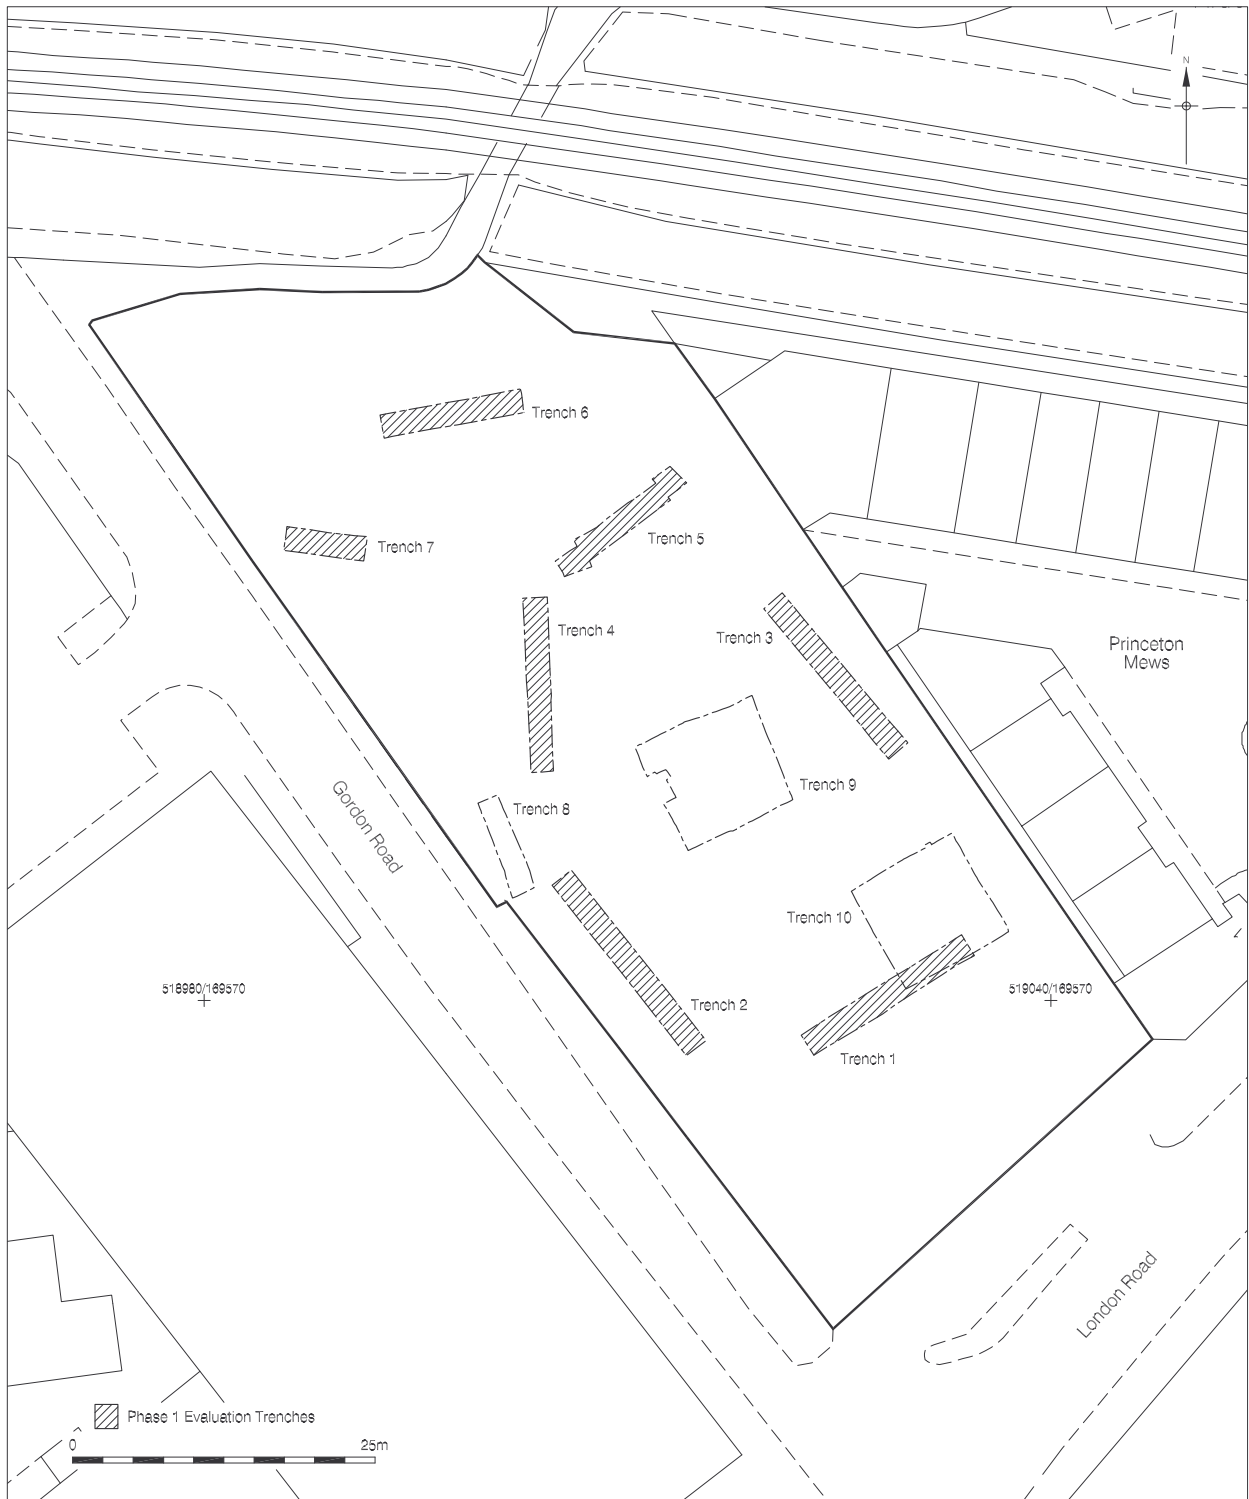 N
Trench 6
Trench 5
Trench 7
Trench 4
Trench 3
Princeton
Mews
Trench 9
Trench 8
Gordon Road
Trench 10
518980/169570
519040/169570
Trench 2
Trench 1
London Road
Phase 1 Evaluation Trenches
0
25m